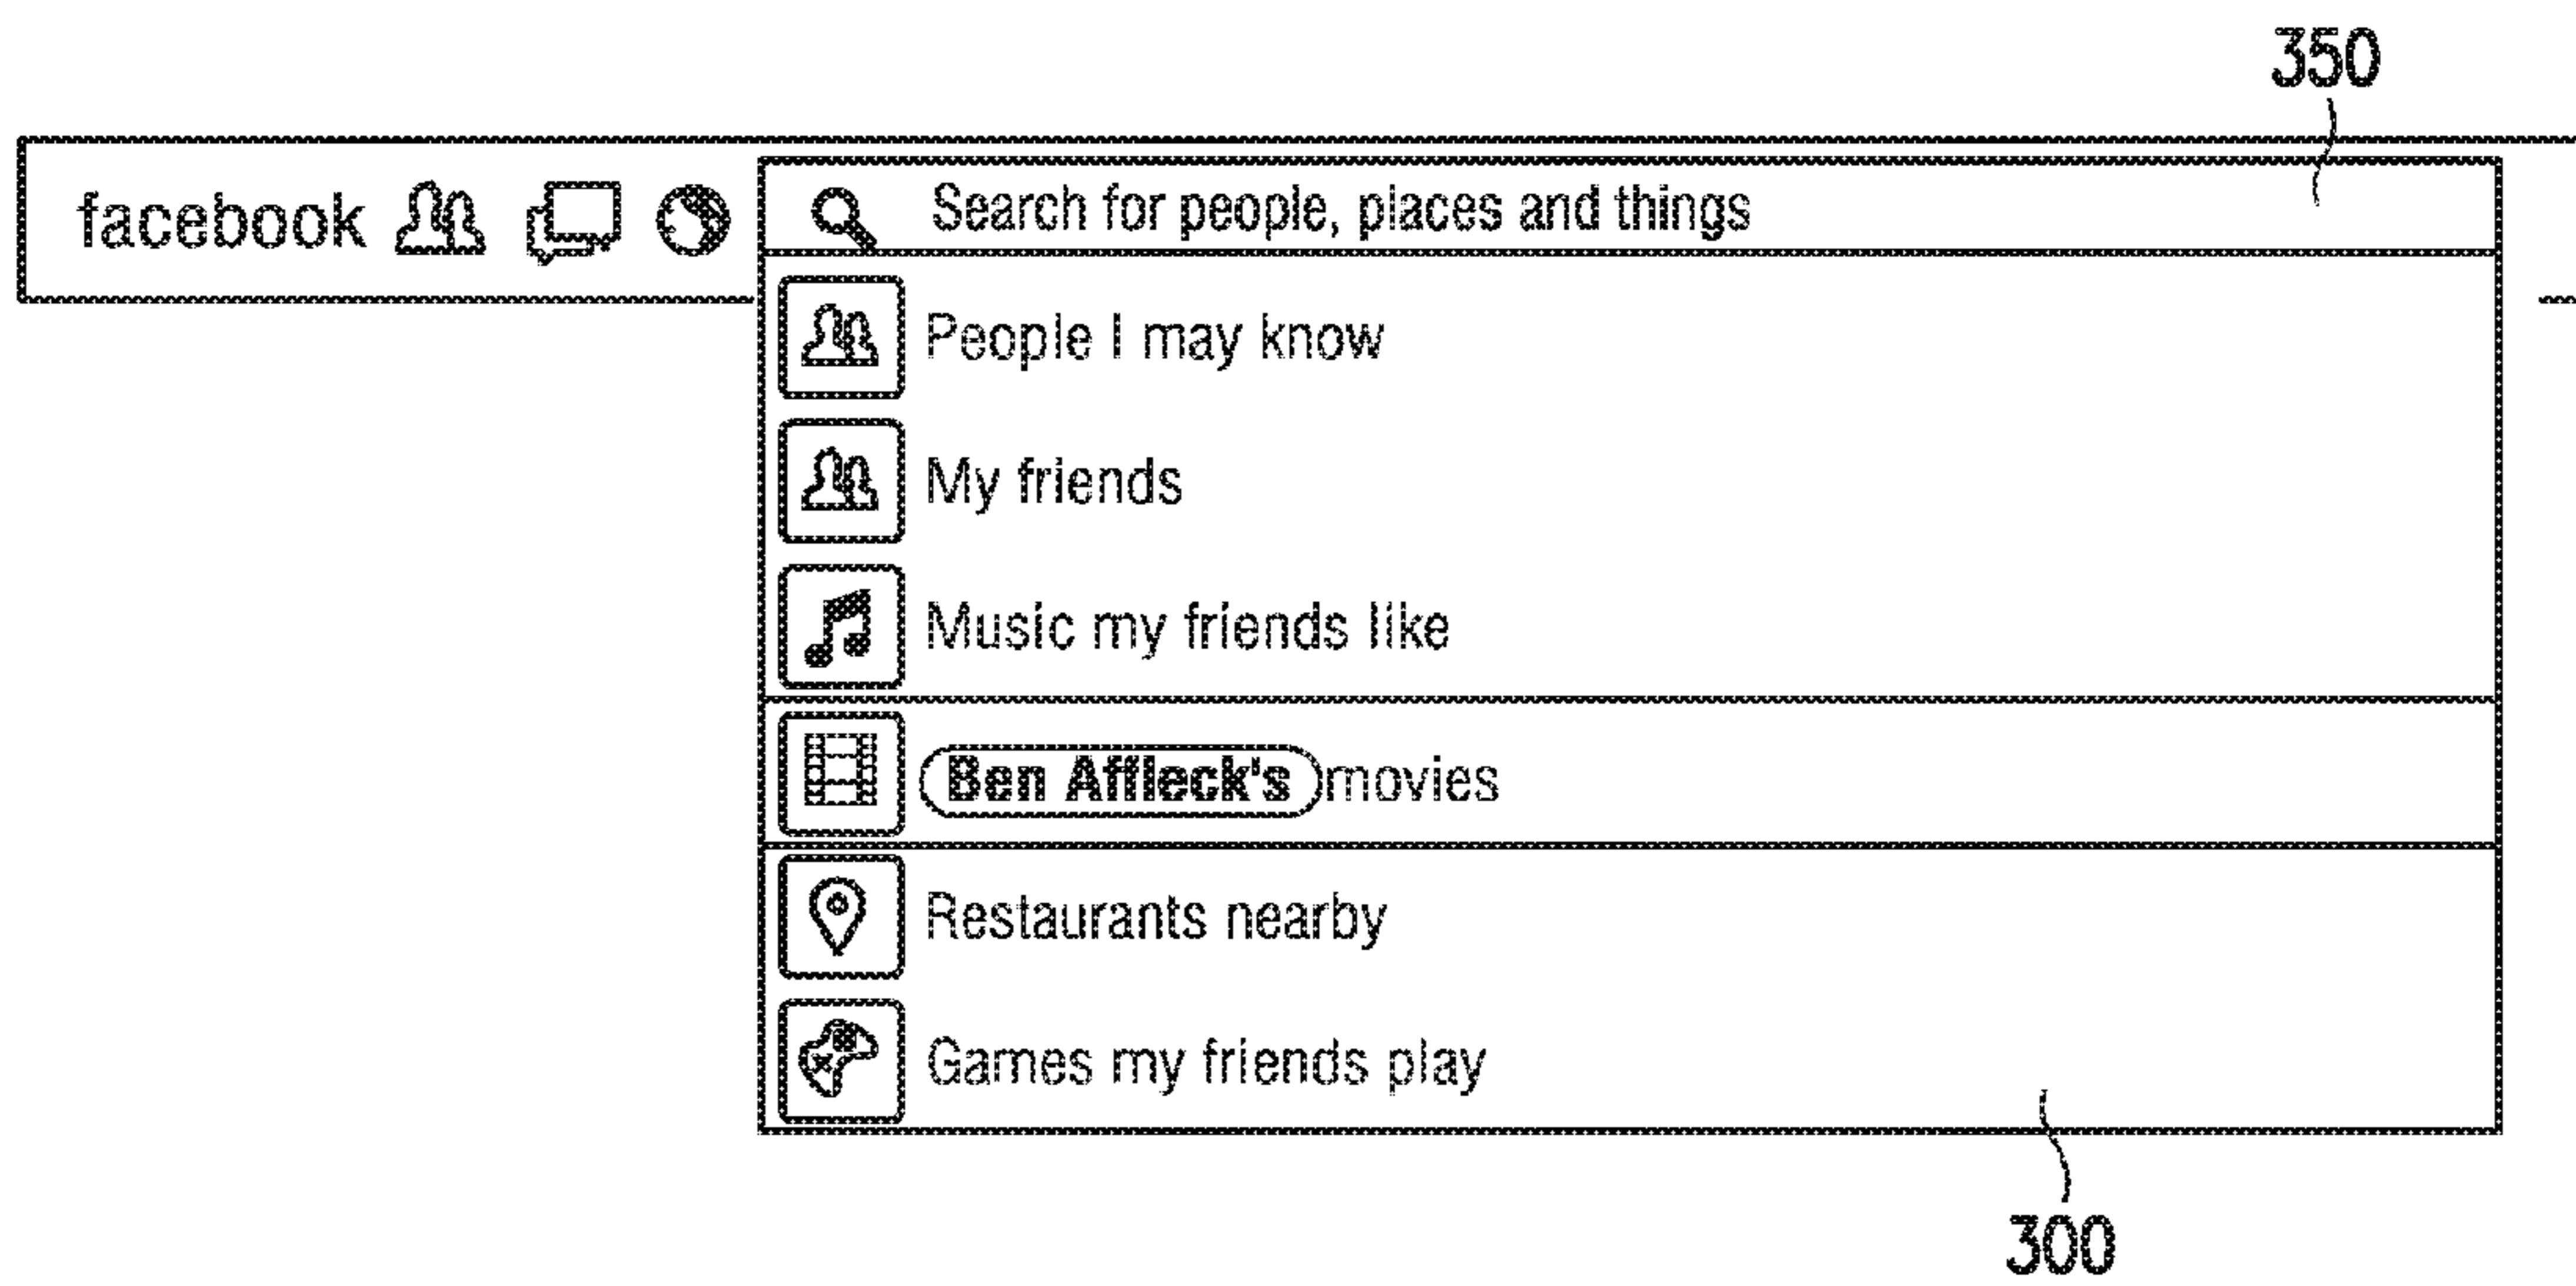 350
facebook Search for people, places and things
People I may know
My friends
Music my friends like
Ben Affleck's movies
Restaurants nearby
Games my friends play
300